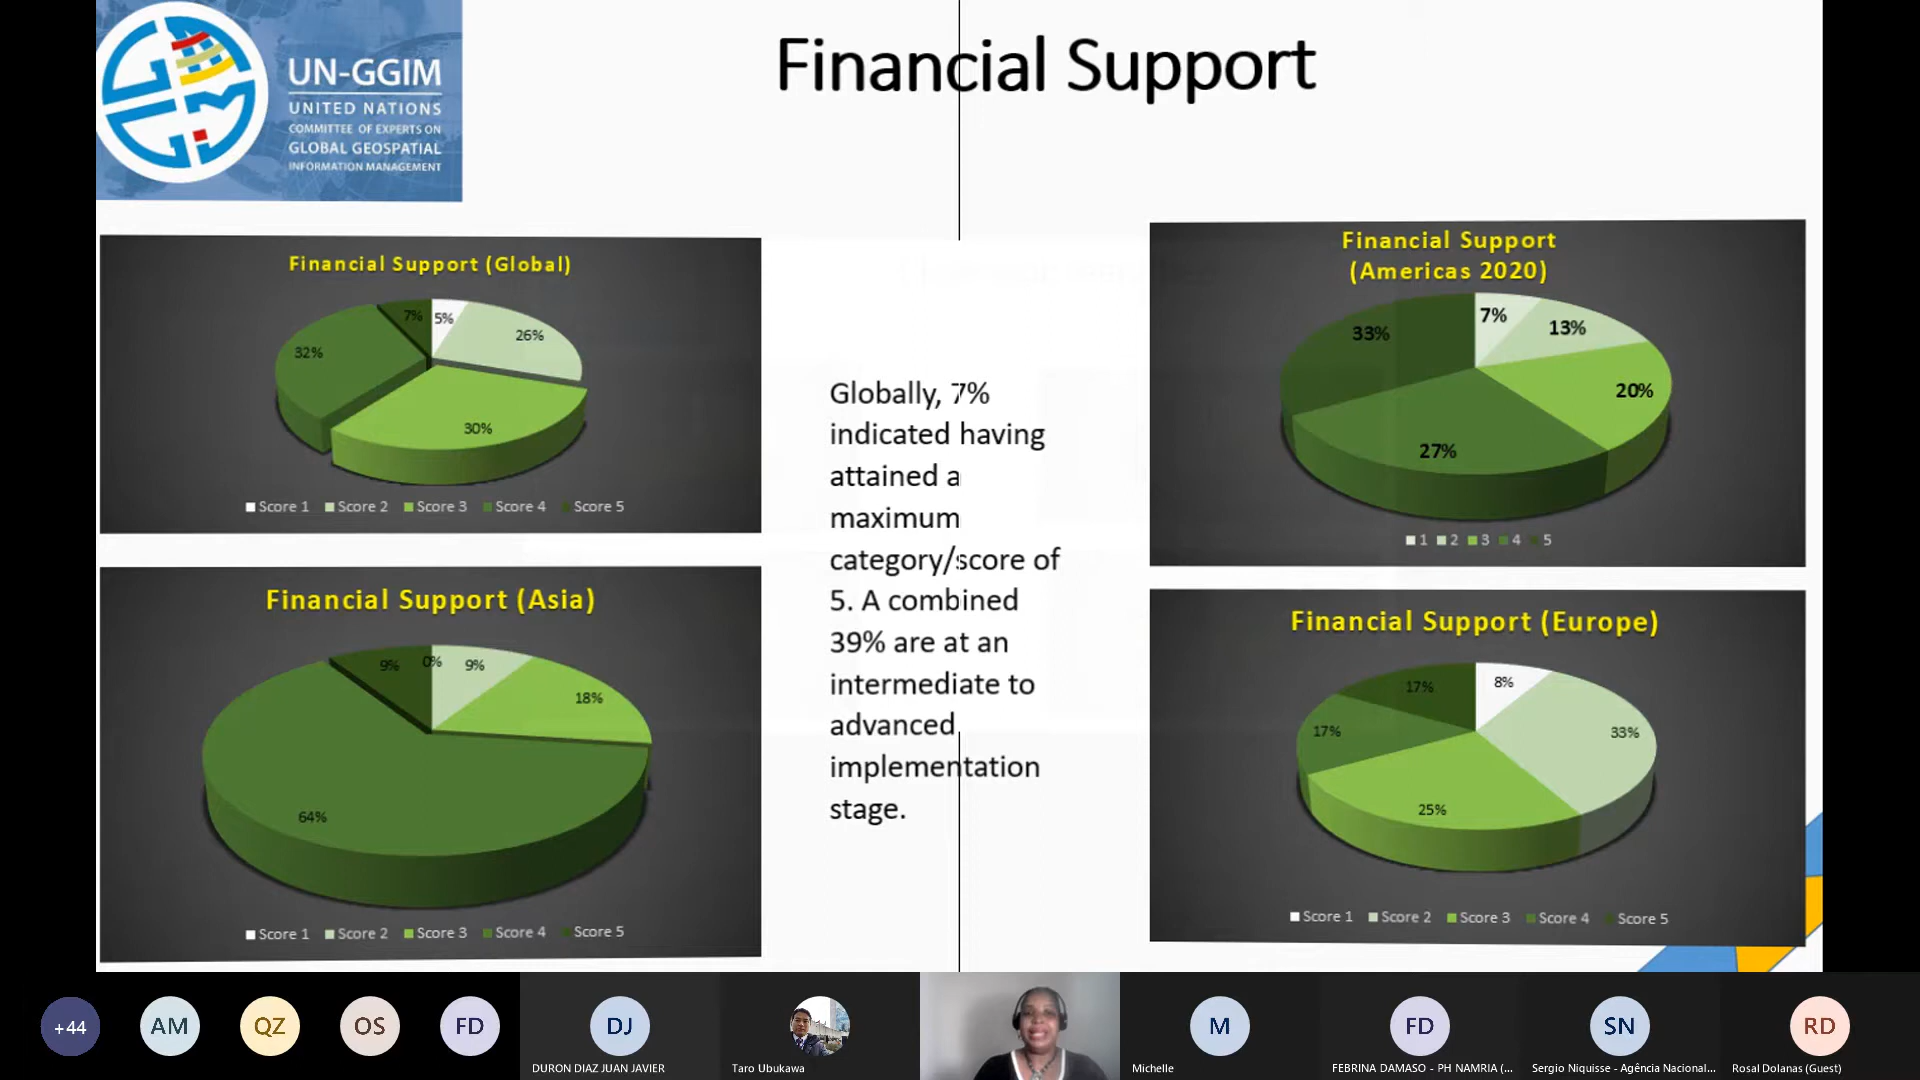 Financial Support
UN-GGIM
UNITED NATIONS
COMMITTEE OF EXPERTS ON
GLOBAL GEOSPATIAL
INFORMATION MANAGEMENT
Financial Support (Global)
7%
5%
26%
32%
30%
Score 1 Score 2 Score 3 Score 4 Score 5
Financial Support (Asia)
9%
0%
9%
18%
64%
Score 1 Score 2 Score 3 Score 4 Score 5
Globally, 7%
indicated having
attained a
maximum
category/score of
5. A combined
39% are at an
intermediate to
advanced
implementation
stage.
Financial Support
(Americas 2020)
7%
13%
33%
20%
27%
1 2 3 4 5
Financial Support (Europe)
8%
17%
17%
33%
25%
Score 1 Score 2 Score 3 Score 4 Score 5
+44
AM
QZ
OS
FD
DJ
DURON DIAZ JUAN JAVIER
Taro Ubukawa
M
Michelle
FD
FEBRINA DAMASO - PH NAMRIA (...
SN
Sergio Niquisse - Agência Nacional...
RD
Rosal Dolanas (Guest)